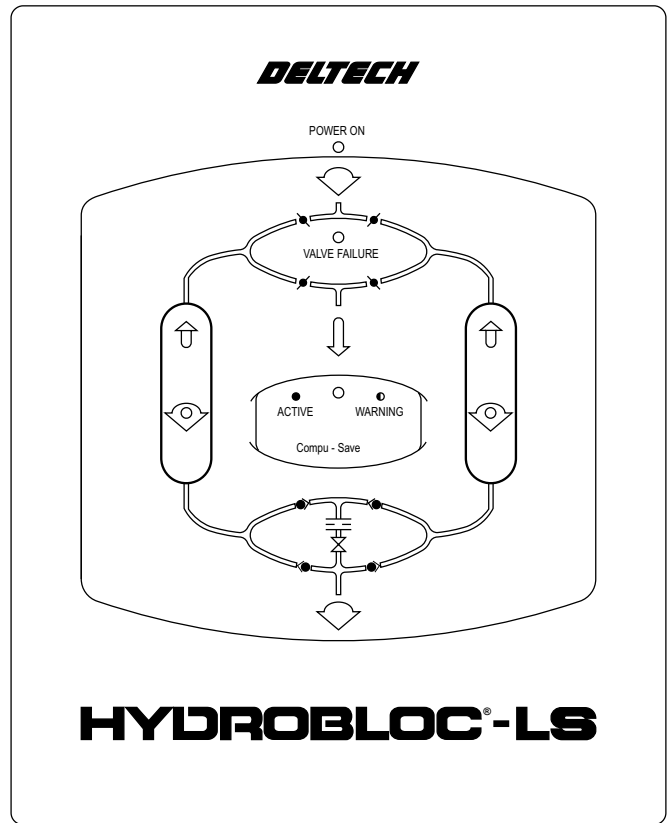 DELTECH
POWER ON
VALVE FAILURE
ACTIVE WARNING
Compu - Save
HYDROBLOC®-LS